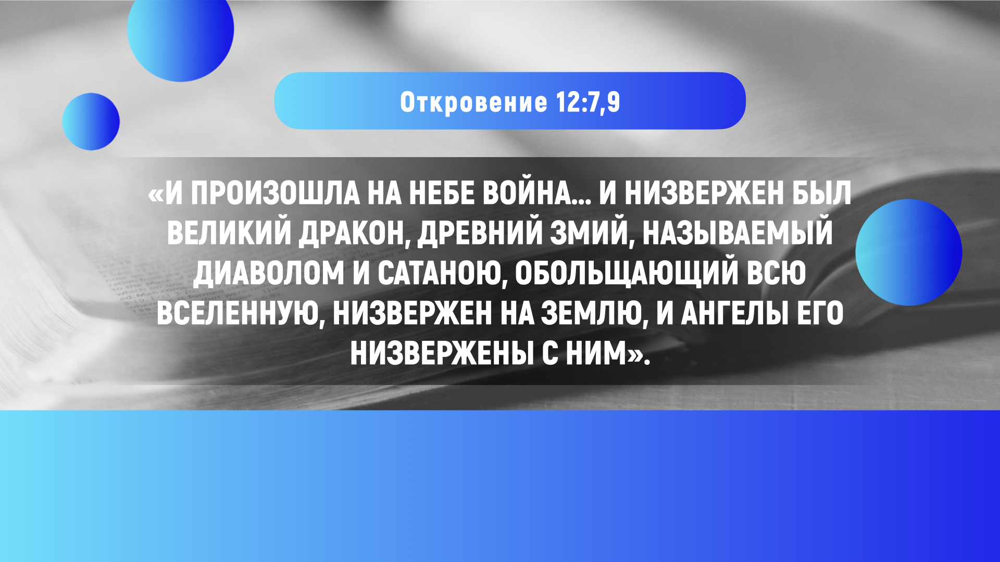 Откровение 12:7,9
«И ПРОИЗОШЛА НА НЕБЕ ВОЙНА... И НИЗВЕРЖЕН БЫЛ
ВЕЛИКИЙ ДРАКОН, ДРЕВНИЙ ЗМИЙ, НАЗЫВАЕМЫЙ
ДИАВОЛОМ И САТАНОЮ, ОБОЛЬЩАЮЩИЙ ВСЮ
ВСЕЛЕННУЮ, НИЗВЕРЖЕН НА ЗЕМЛЮ, И АНГЕЛЫ ЕГО
НИЗВЕРЖЕНЫ С НИМ».